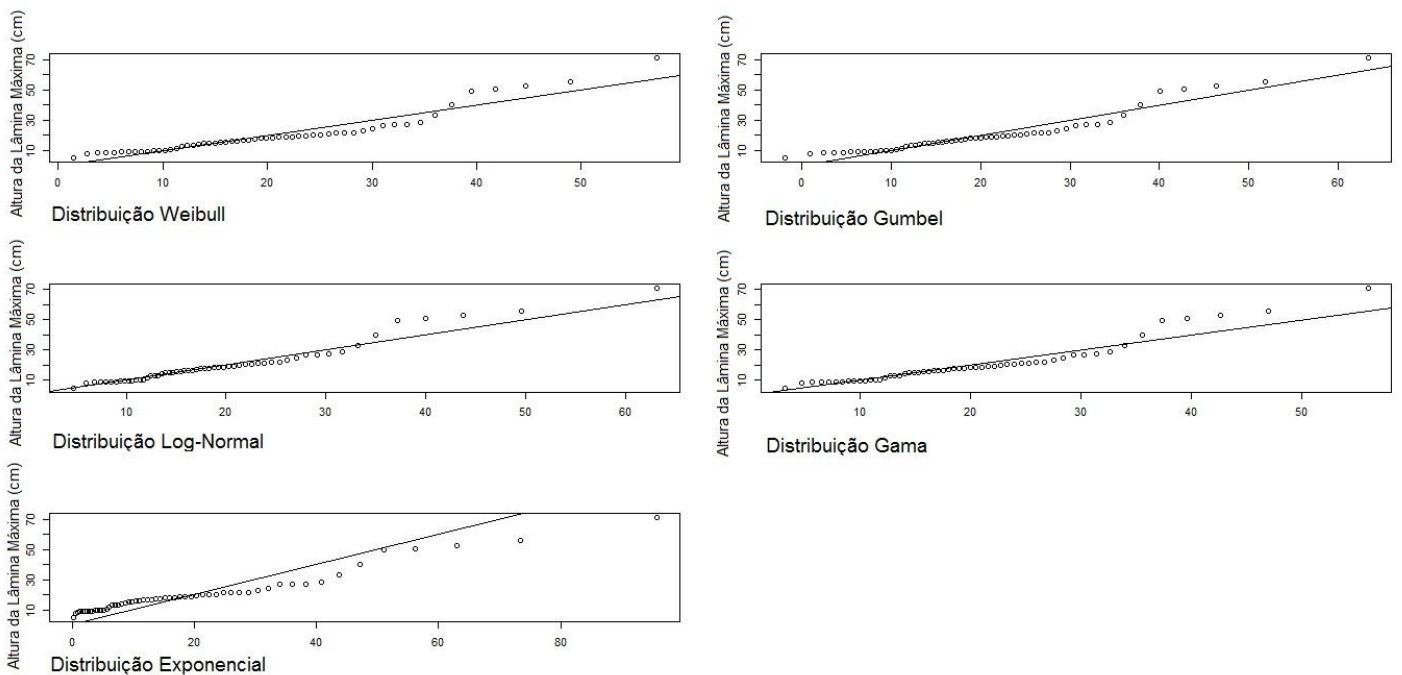 Altura da Lâmina Máxima (cm)
10 30 50 70
0 10 20 30 40 50
Distribuição Weibull
Altura da Lâmina Máxima (cm)
10 30 50 70
0 10 20 30 40 50 60
Distribuição Gumbel
Altura da Lâmina Máxima (cm)
10 30 50 70
10 20 30 40 50 60
Distribuição Log-Normal
Altura da Lâmina Máxima (cm)
10 30 50 70
10 20 30 40 50
Distribuição Gama
Altura da Lâmina Máxima (cm)
10 30 50 70
0 20 40 60 80
Distribuição Exponencial